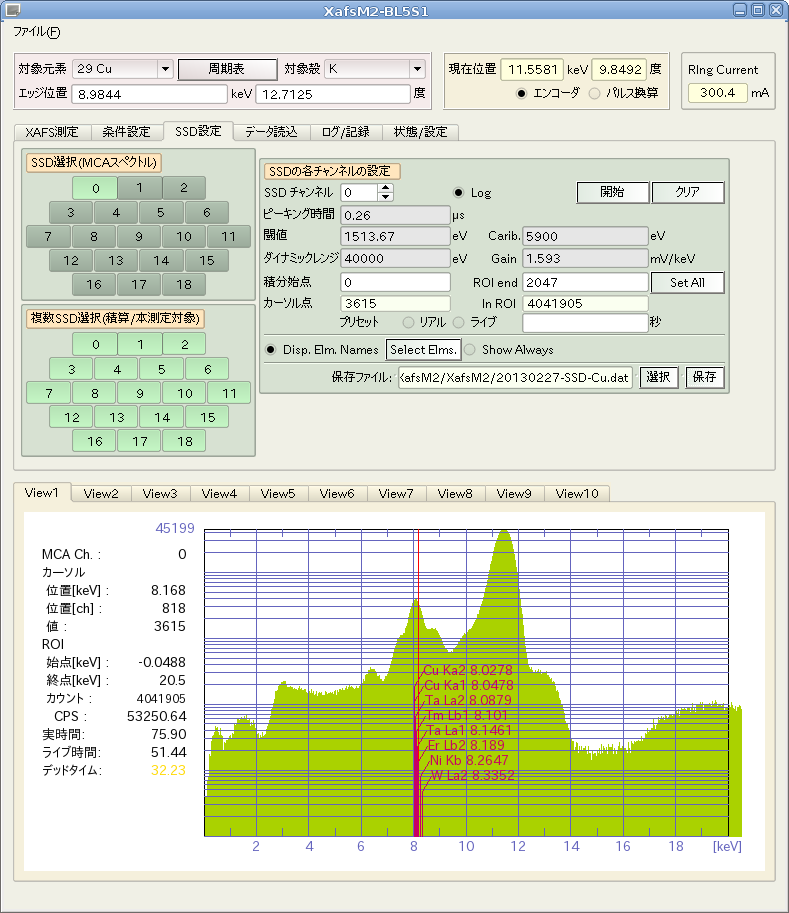 XafsM2-BL5S1
ファイル(F)
対象元素 29 Cu 周期表 対象殻 K
エッジ位置 8.9844 keV 12.7125 度
現在位置 11.5581 keV 9.8492 度
エンコーダ パルス換算
RIng Current
300.4 mA
XAFS測定 条件設定 SSD設定 データ読込 ログ/記録 状態/設定
SSD選択(MCAスペクトル)
0 1 2
3 4 5 6
7 8 9 10 11
12 13 14 15
16 17 18
複数SSD選択(積算/本測定対象)
0 1 2
3 4 5 6
7 8 9 10 11
12 13 14 15
16 17 18
SSDの各チャンネルの設定
SSD チャンネル 0 Log 開始 クリア
ピーキング時間 0.26 μs
閾値 1513.67 eV Carib. 5900 eV
ダイナミックレンジ 40000 eV Gain 1.593 mV/keV
積分始点 0 ROI end 2047 Set All
カーソル点 3615 In ROI 4041905
プリセット リアル ライブ 秒
Disp. Elm. Names Select Elms. Show Always
保存ファイル: XafsM2/XafsM2/20130227-SSD-Cu.dat 選択 保存
View1 View2 View3 View4 View5 View6 View7 View8 View9 View10
45199
MCA Ch. : 0
カーソル
位置[keV] : 8.168
位置[ch] : 818
値 : 3615
ROI
始点[keV] : -0.0488
終点[keV] : 20.5
カウント : 4041905
CPS : 53250.64
実時間: 75.90
ライブ時間: 51.44
デッドタイム: 32.23
Cu Ka2 8.0278
Cu Ka1 8.0478
Ta La2 8.0879
Tm Lb1 8.101
Ta La1 8.1461
Er Lb2 8.189
Ni Kb 8.2647
W La2 8.3352
2 4 6 8 10 12 14 16 18 [keV]